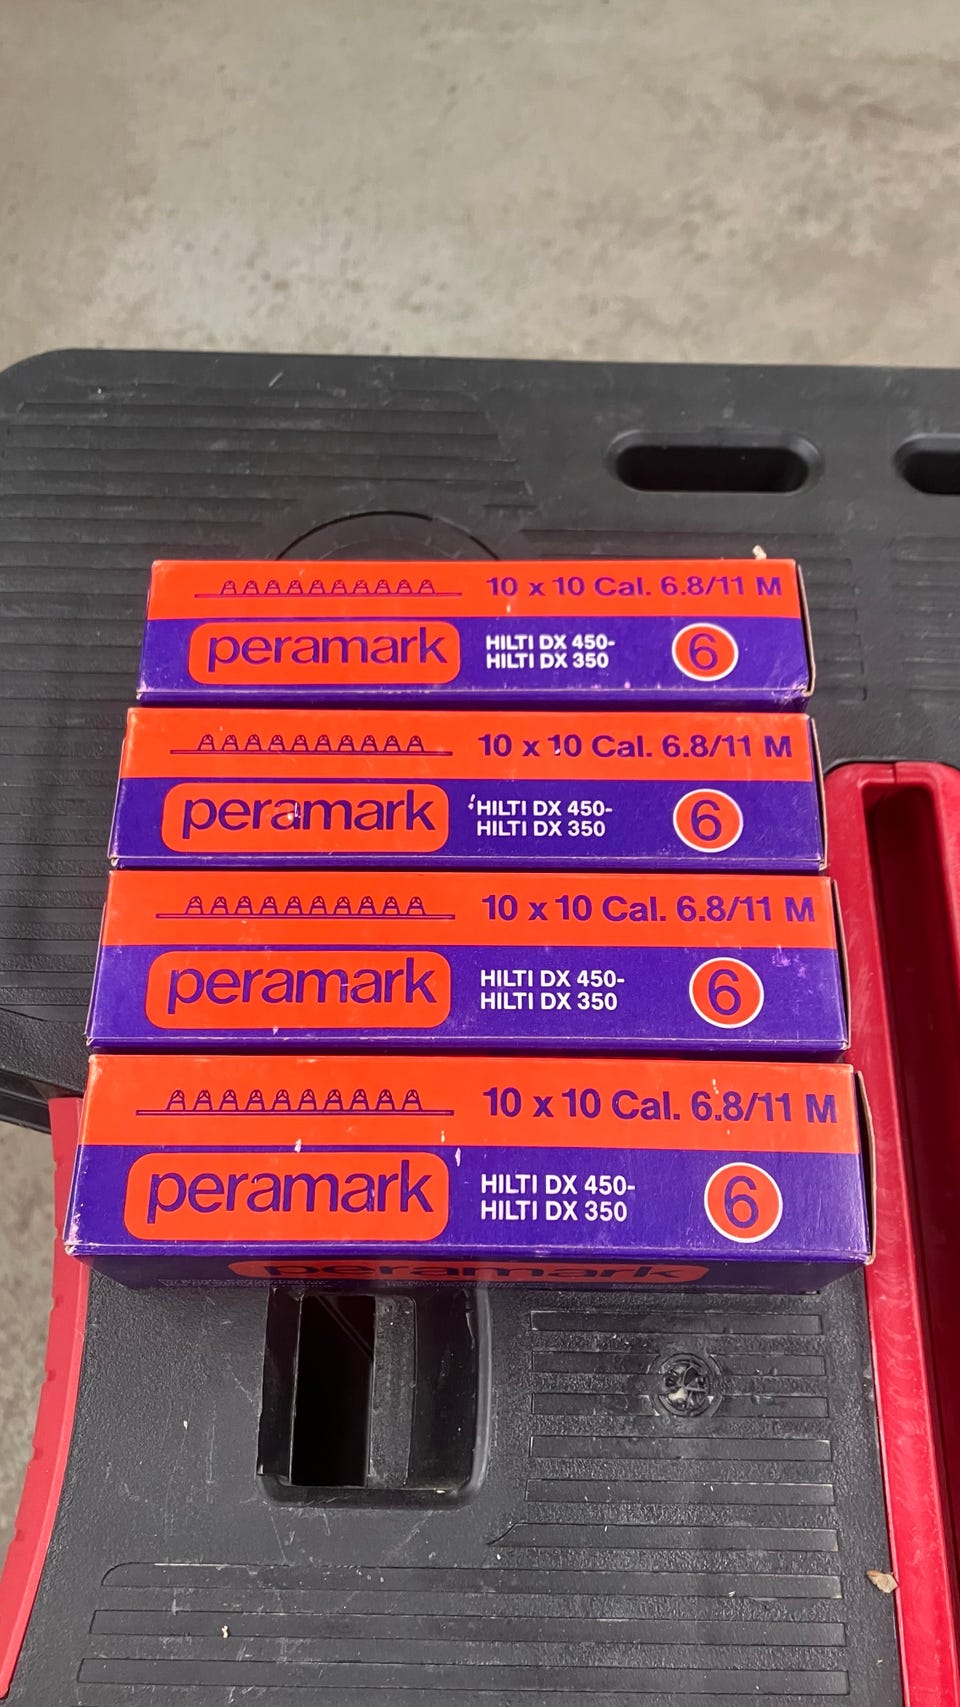 10 x 10 Cal. 6.8/11 M
peramark
HILTI DX 450-
HILTI DX 350
6
10 x 10 Cal. 6.8/11 M
peramark
HILTI DX 450-
HILTI DX 350
6
10 x 10 Cal. 6.8/11 M
peramark
HILTI DX 450-
HILTI DX 350
6
10 x 10 Cal. 6.8/11 M
peramark
HILTI DX 450-
HILTI DX 350
6
peramark